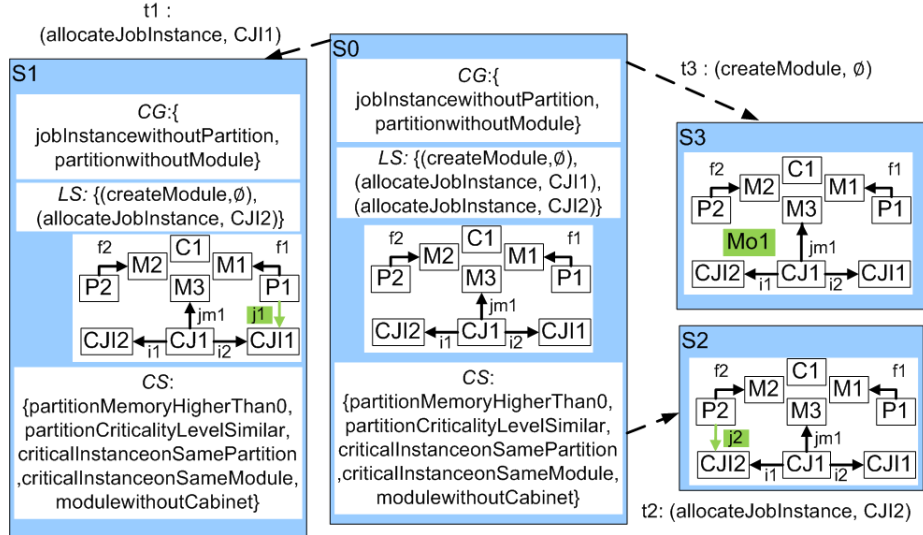 t1 :
(allocateJobInstance, CJI1)
S1
CG:{
jobInstancewithoutPartition,
partitionwithoutModule}
LS: {(createModule,∅),
(allocateJobInstance, CJI2)}
C1
f2
f1
M2
M1
P2
M3
P1
j1
jm1
CJI2
CJ1
CJI1
i1
i2
CS:
{partitionMemoryHigherThan0,
partitionCriticalityLevelSimilar,
criticalInstanceonSamePartition
,criticalInstanceonSameModule,
modulewithoutCabinet}
S0
CG:{
jobInstancewithoutPartition,
partitionwithoutModule}
LS: {(createModule,∅),
(allocateJobInstance, CJI1),
(allocateJobInstance, CJI2)}
C1
f2
f1
M2
M1
P2
M3
P1
jm1
CJI2
CJ1
CJI1
i1
i2
CS:
{partitionMemoryHigherThan0,
partitionCriticalityLevelSimilar,
criticalInstanceonSamePartition
,criticalInstanceonSameModule,
modulewithoutCabinet}
t3 : (createModule, ∅)
S3
C1
f2
f1
M2
M1
P2
M3
P1
Mo1
jm1
CJI2
CJ1
CJI1
i1
i2
S2
C1
f2
f1
M2
M1
P2
M3
P1
j2
jm1
CJI2
CJ1
CJI1
i1
i2
t2: (allocateJobInstance, CJI2)